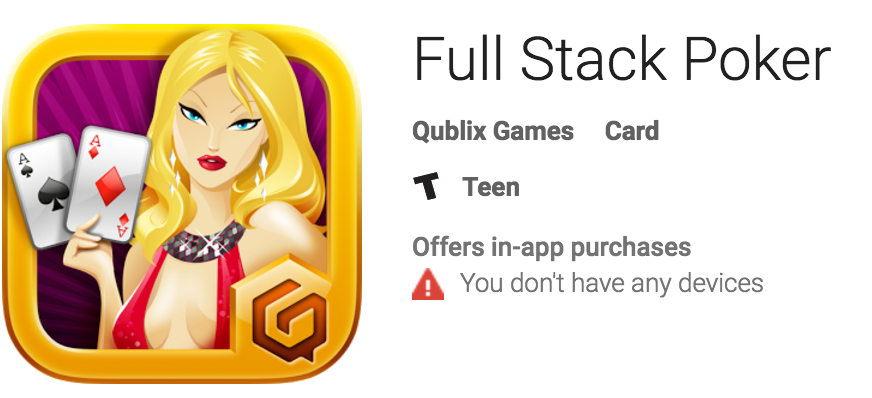 Full Stack Poker
Qublix Games Card
T Teen
Offers in-app purchases
You don't have any devices
A
A
A